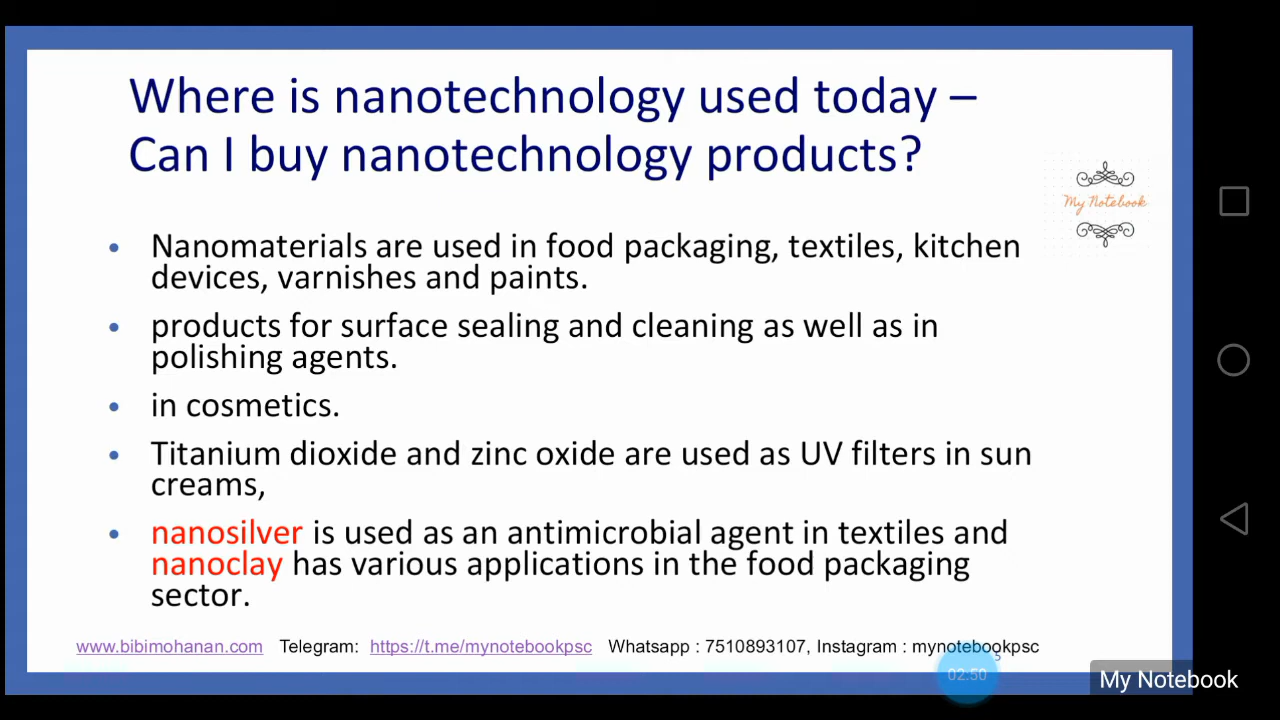 Where is nanotechnology used today –
Can I buy nanotechnology products?
My Notebook
• Nanomaterials are used in food packaging, textiles, kitchen
devices, varnishes and paints.
• products for surface sealing and cleaning as well as in
polishing agents.
• in cosmetics.
• Titanium dioxide and zinc oxide are used as UV filters in sun
creams,
• nanosilver is used as an antimicrobial agent in textiles and
nanoclay has various applications in the food packaging
sector.
www.bibimohanan.com Telegram: https://t.me/mynotebookpsc Whatsapp : 7510893107, Instagram : mynotebookpsc
5
02:50
My Notebook